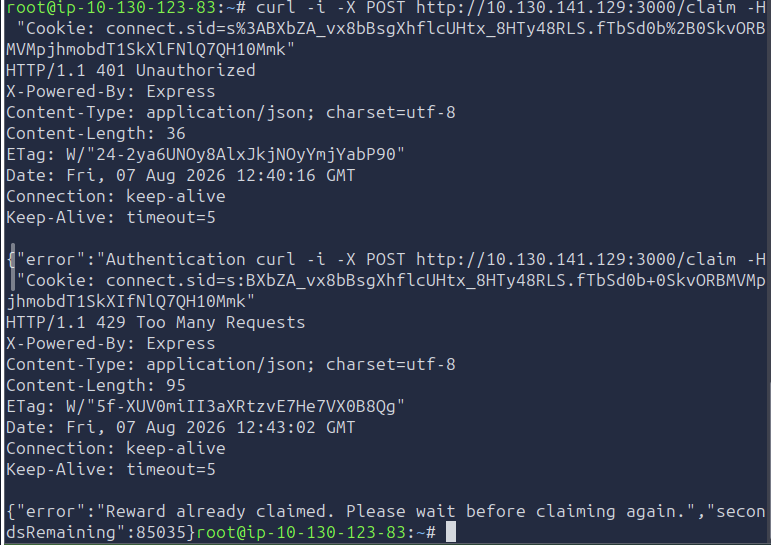 root@ip-10-130-123-83:~# curl -i -X POST http://10.130.141.129:3000/claim -H
 "Cookie: connect.sid=s%3ABXbZA_vx8bBsgXhflcUHtx_8HTy48RLS.fTbSd0b%2B0SkvORB
MVMpjhmobdT1SkXlFNlQ7QH10Mmk"
HTTP/1.1 401 Unauthorized
X-Powered-By: Express
Content-Type: application/json; charset=utf-8
Content-Length: 36
ETag: W/"24-2ya6UNOy8AlxJkjNOyYmjYabP90"
Date: Fri, 07 Aug 2026 12:40:16 GMT
Connection: keep-alive
Keep-Alive: timeout=5

{"error":"Authentication curl -i -X POST http://10.130.141.129:3000/claim -H
 "Cookie: connect.sid=s:BXbZA_vx8bBsgXhflcUHtx_8HTy48RLS.fTbSd0b+0SkvORBMVMp
jhmobdT1SkXIfNlQ7QH10Mmk"
HTTP/1.1 429 Too Many Requests
X-Powered-By: Express
Content-Type: application/json; charset=utf-8
Content-Length: 95
ETag: W/"5f-XUV0miII3aXRtzvE7He7VX0B8Qg"
Date: Fri, 07 Aug 2026 12:43:02 GMT
Connection: keep-alive
Keep-Alive: timeout=5

{"error":"Reward already claimed. Please wait before claiming again.","secon
dsRemaining":85035}root@ip-10-130-123-83:~#